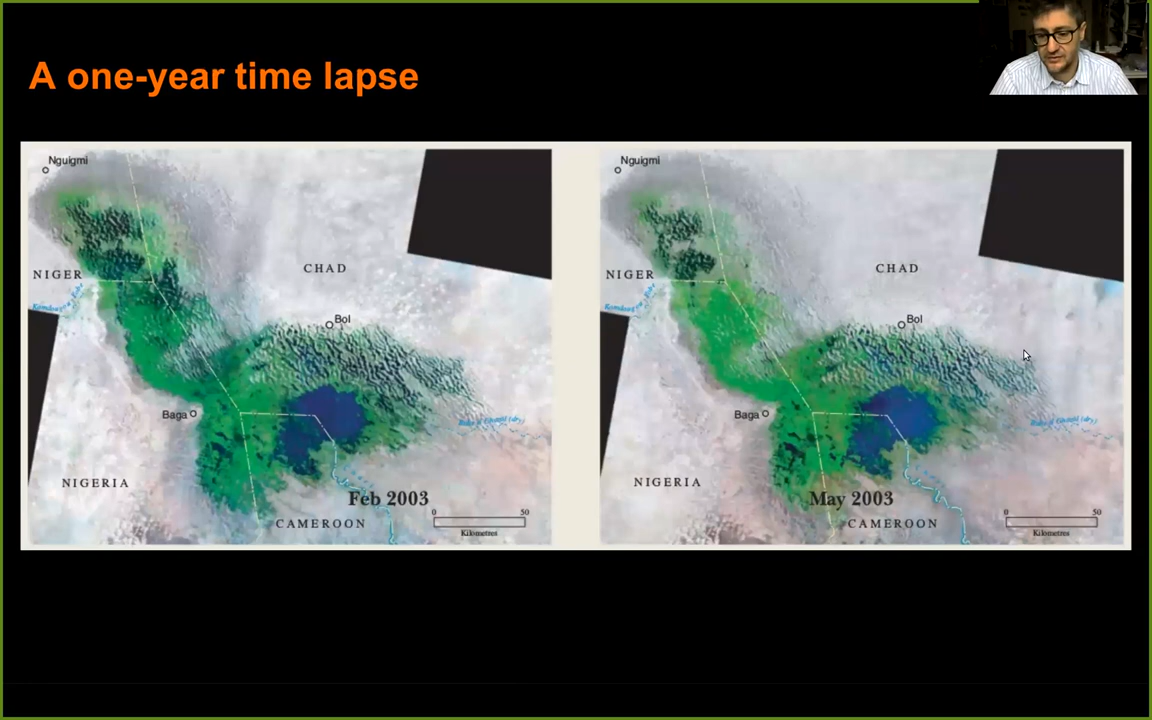 A one-year time lapse
Nguigmi
NIGER
CHAD
Bol
Baga
NIGERIA
Feb 2003
CAMEROON
0 50
Kilometres
Nguigmi
NIGER
CHAD
Bol
Baga
NIGERIA
May 2003
CAMEROON
0 50
Kilometres